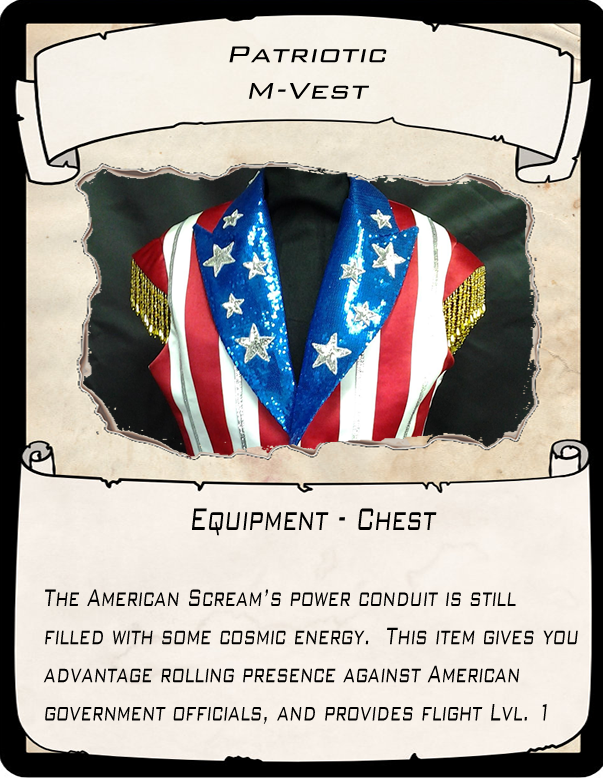 Patriotic
M-Vest
Equipment - Chest
The American Scream's power conduit is still
filled with some cosmic energy. This item gives you
advantage rolling presence against American
government officials, and provides flight Lvl. 1